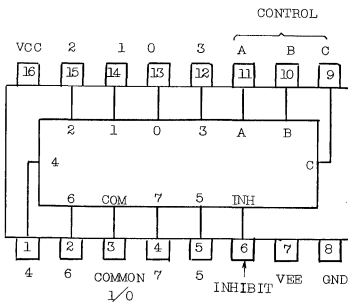 CONTROL
VCC 2 1 0 3 A B C
16 15 14 13 12 11 10 9
2 1 0 3 A B
4 C
6 COM 7 5 INH
1 2 3 4 5 6 7 8
4 6 COMMON 7 5 INHIBIT VEE GND
I/O